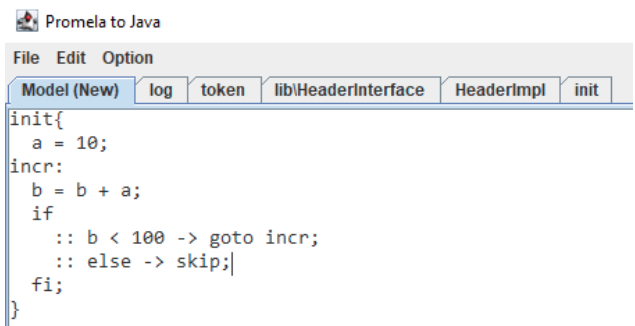 Promela to Java
File Edit Option
Model (New) log token lib\HeaderInterface HeaderImpl init
init{
  a = 10;
incr:
  b = b + a;
  if
    :: b < 100 -> goto incr;
    :: else -> skip;
  fi;
}